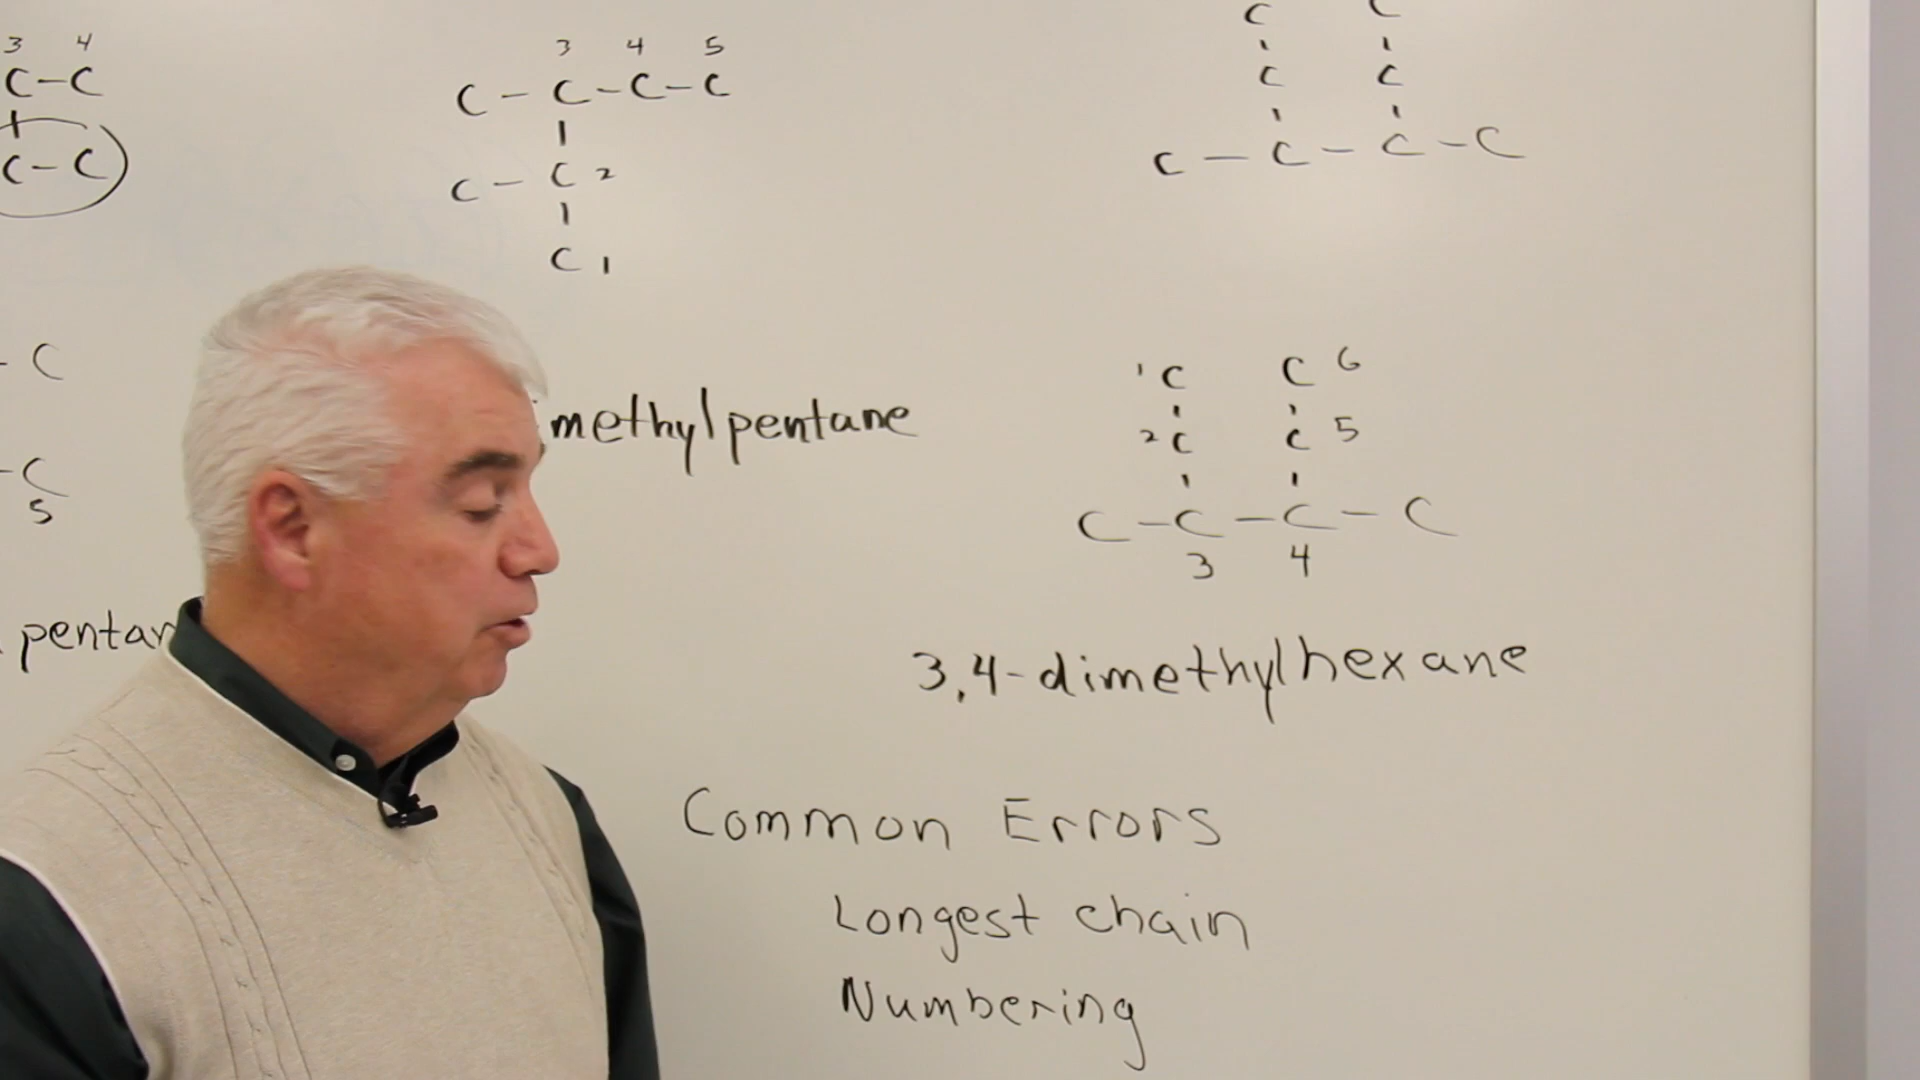 3 4
C-C
C-C
3 4 5
C - C - C - C
C - C 2
C 1
C C
C C
C - C - C - C
- C
-C
5
methylpentane
1 C C 6
2 C C 5
C - C - C - C
3 4
3,4-dimethylhexane
Common Errors
Longest chain
Numbering